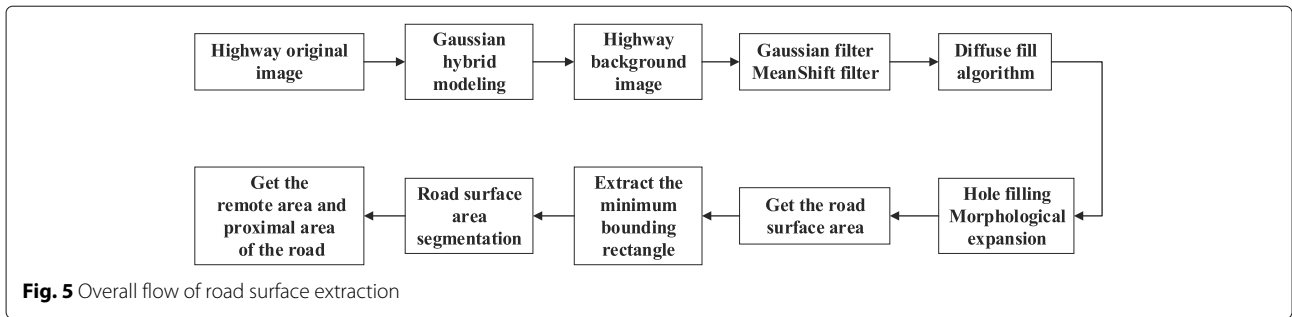 Highway original
image
Gaussian
hybrid
modeling
Highway
background
image
Gaussian filter
MeanShift filter
Diffuse fill
algorithm
Hole filling
Morphological
expansion
Get the road
surface area
Extract the
minimum
bounding
rectangle
Road surface
area
segmentation
Get the
remote area and
proximal area
of the road
Fig. 5 Overall flow of road surface extraction